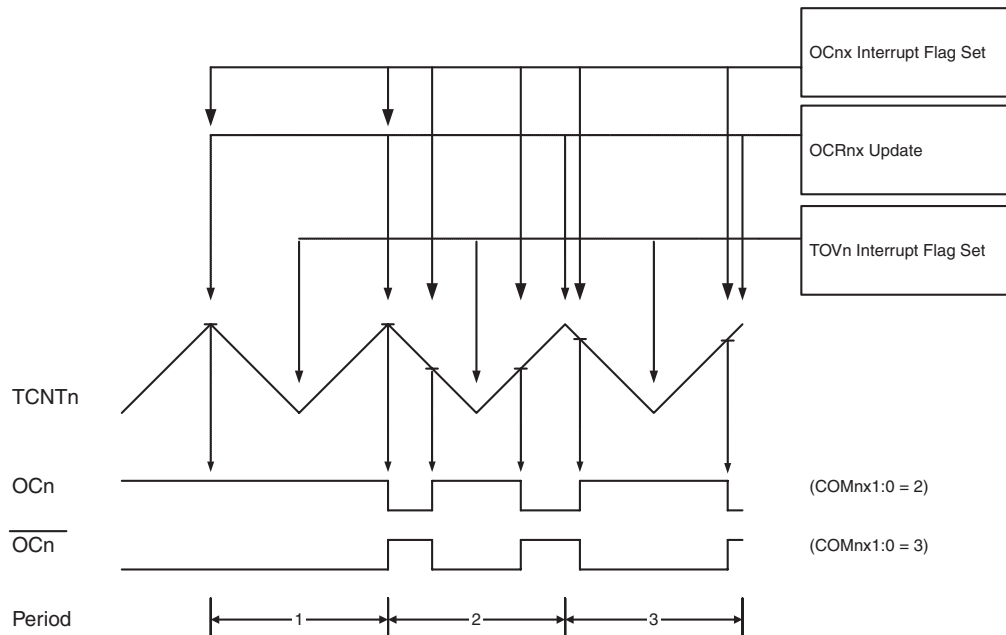 OCnx Interrupt Flag Set
OCRnx Update
TOVn Interrupt Flag Set
TCNTn
OCn
(COMnx1:0 = 2)
OCn
(COMnx1:0 = 3)
Period
1
2
3